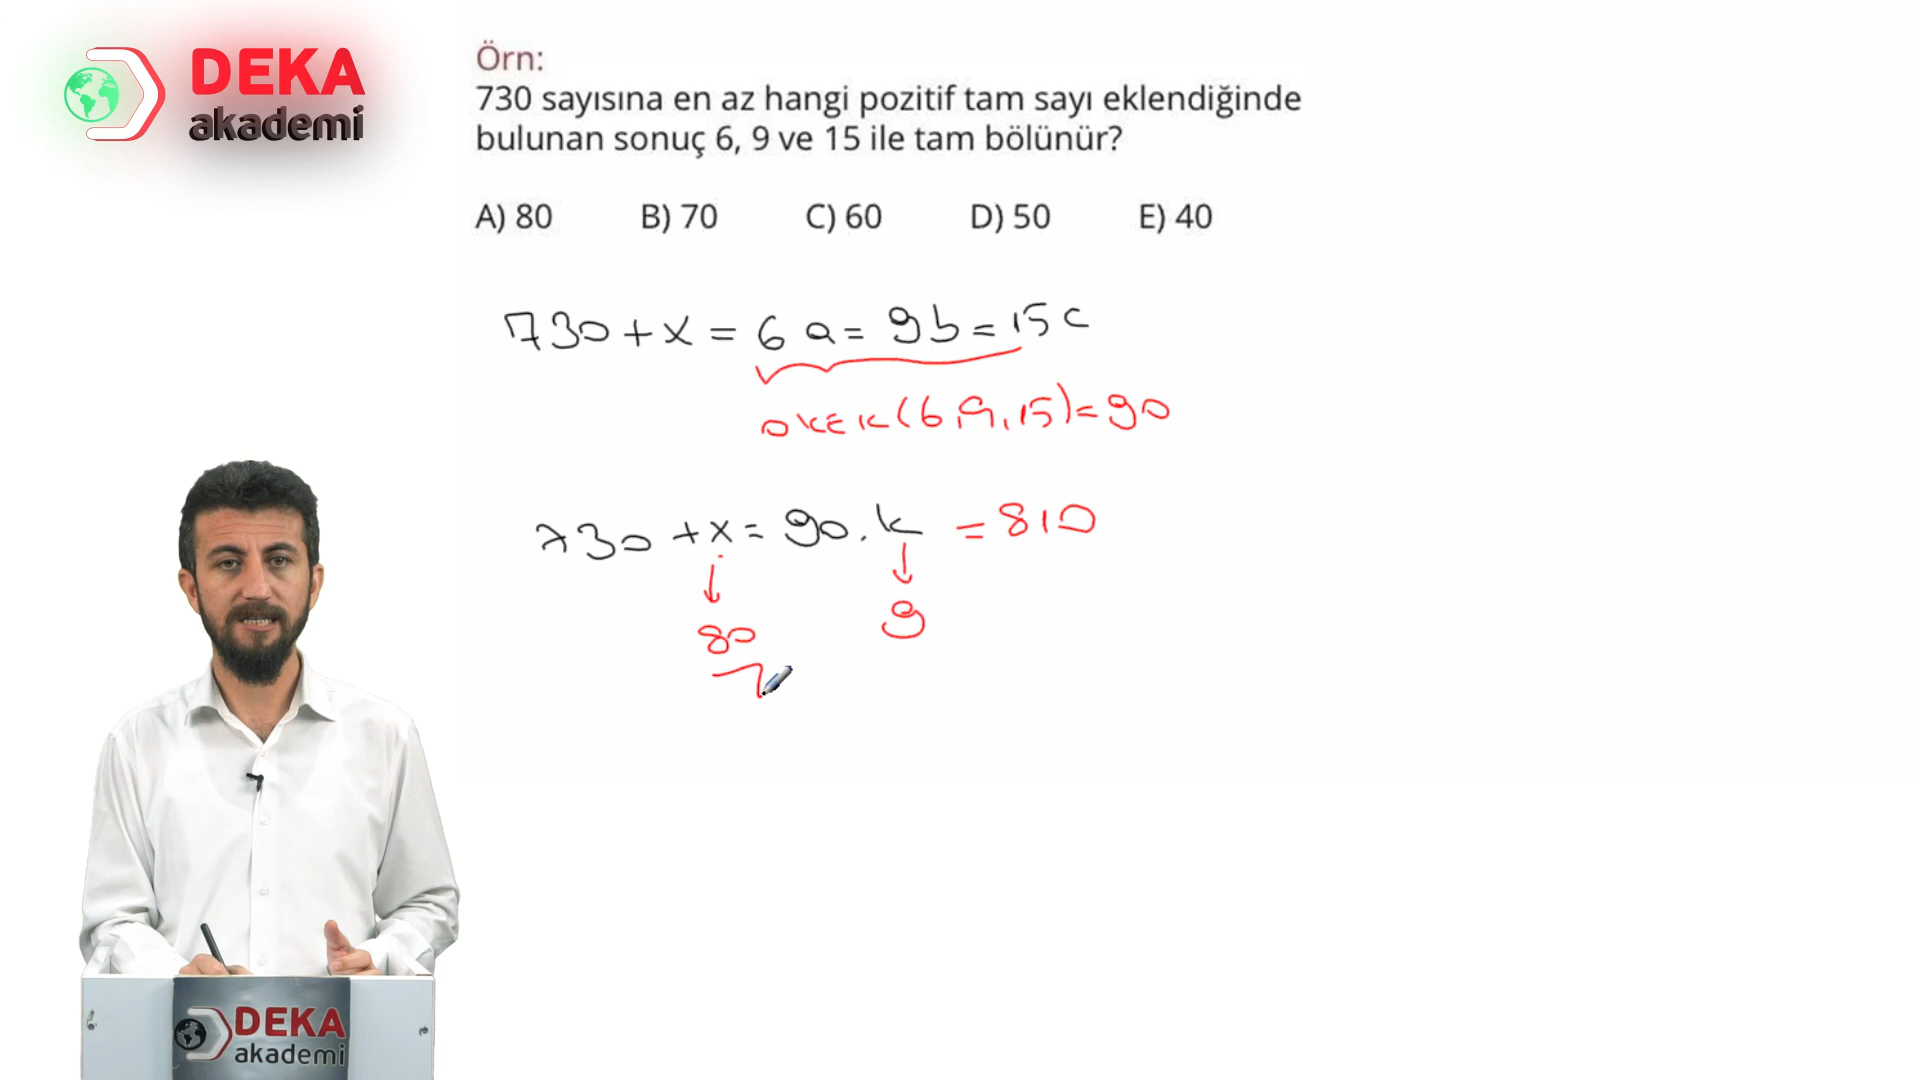 DEKA
akademi
Örn:
730 sayısına en az hangi pozitif tam sayı eklendiğinde
bulunan sonuç 6, 9 ve 15 ile tam bölünür?
A) 80 B) 70 C) 60 D) 50 E) 40
730 + x = 6a = 9b = 15c
OKEK(6,9,15)=90
730 + x = 90.k = 810
80 9
DEKA
akademi